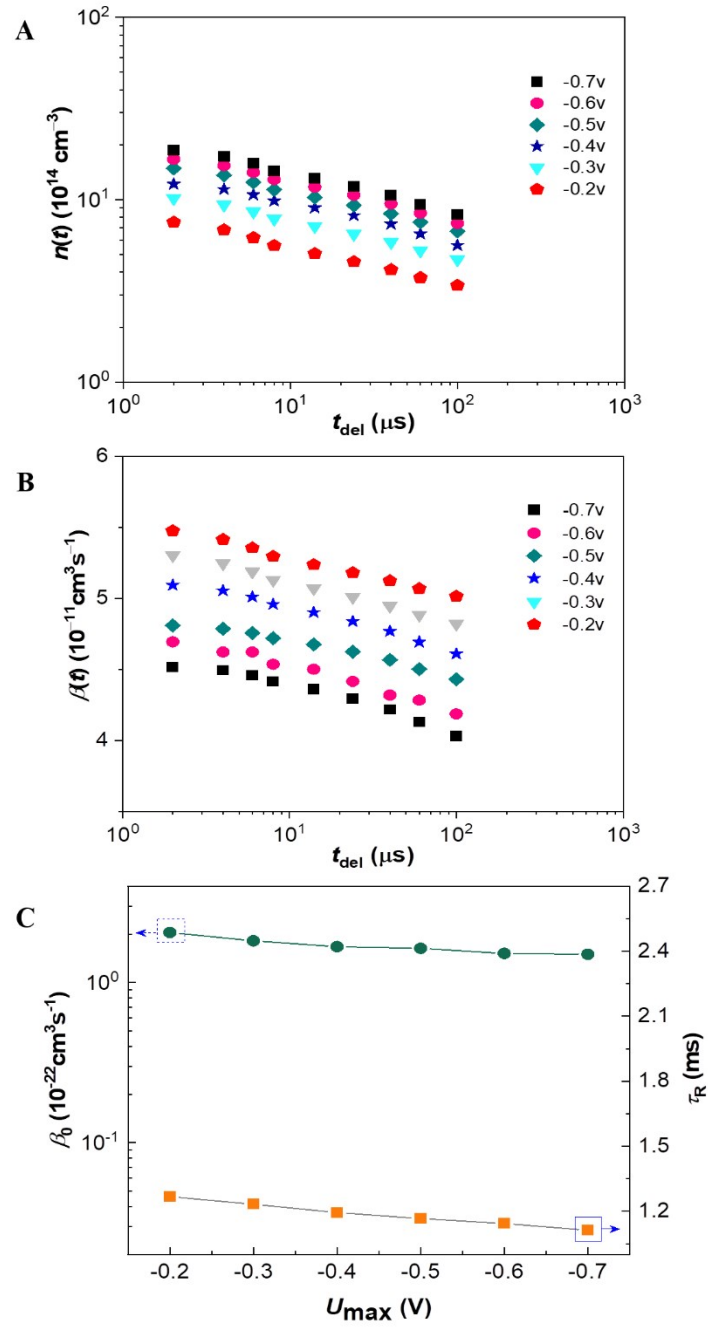 A
n(t) (10¹⁴ cm⁻³)
10²
10¹
10⁰
-0.7v
-0.6v
-0.5v
-0.4v
-0.3v
-0.2v
10⁰ 10¹ 10² 10³
t_del (μs)
B
β(t) (10⁻¹¹cm³s⁻¹)
6
5
4
-0.7v
-0.6v
-0.5v
-0.4v
-0.3v
-0.2v
10⁰ 10¹ 10² 10³
t_del (μs)
C
β₀ (10⁻²²cm³s⁻¹)
10⁰
10⁻¹
2.7
2.4
2.1
1.8
1.5
1.2
τ_R (ms)
-0.2 -0.3 -0.4 -0.5 -0.6 -0.7
U_max (V)